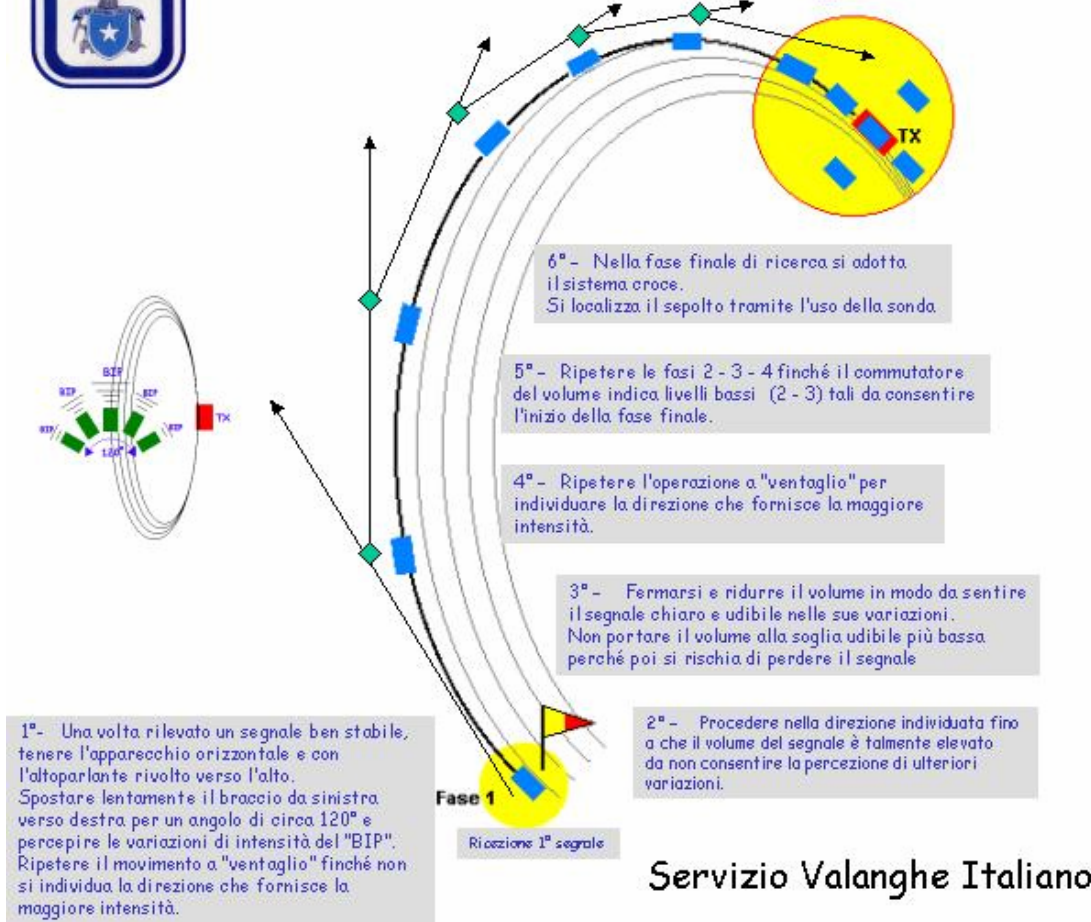 TX
6° - Nella fase finale di ricerca si adotta
il sistema croce.
Si localizza il sepolto tramite l'uso della sonda
BIP
BIP
BIP
BIP
BIP
120°
TX
5° - Ripetere le fasi 2 - 3 - 4 finché il commutatore
del volume indica livelli bassi (2 - 3) tali da consentire
l'inizio della fase finale.
4° - Ripetere l'operazione a "ventaglio" per
individuare la direzione che fornisce la maggiore
intensità.
3° - Fermarsi e ridurre il volume in modo da sentire
il segnale chiaro e udibile nelle sue variazioni.
Non portare il volume alla soglia udibile più bassa
perché poi si rischia di perdere il segnale
2° - Procedere nella direzione individuata fino
a che il volume del segnale è talmente elevato
da non consentire la percezione di ulteriori
variazioni.
1° - Una volta rilevato un segnale ben stabile,
tenere l'apparecchio orizzontale e con
l'altoparlante rivolto verso l'alto.
Spostare lentamente il braccio da sinistra
verso destra per un angolo di circa 120° e
percepire le variazioni di intensità del "BIP".
Ripetere il movimento a "ventaglio" finché non
si individua la direzione che fornisce la
maggiore intensità.
Fase 1
Ricezione 1° segnale
Servizio Valanghe Italiano